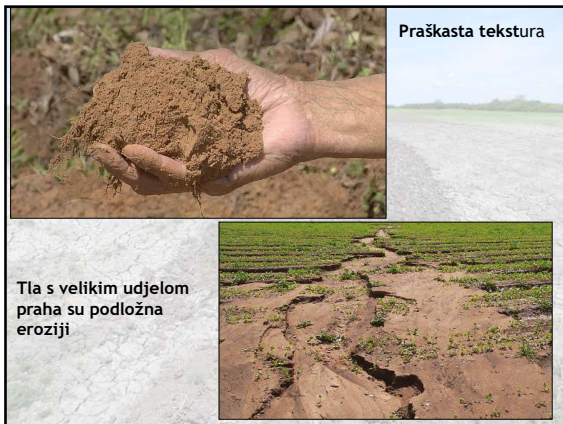 Praškasta tekstura
Tla s velikim udjelom
praha su podložna
eroziji